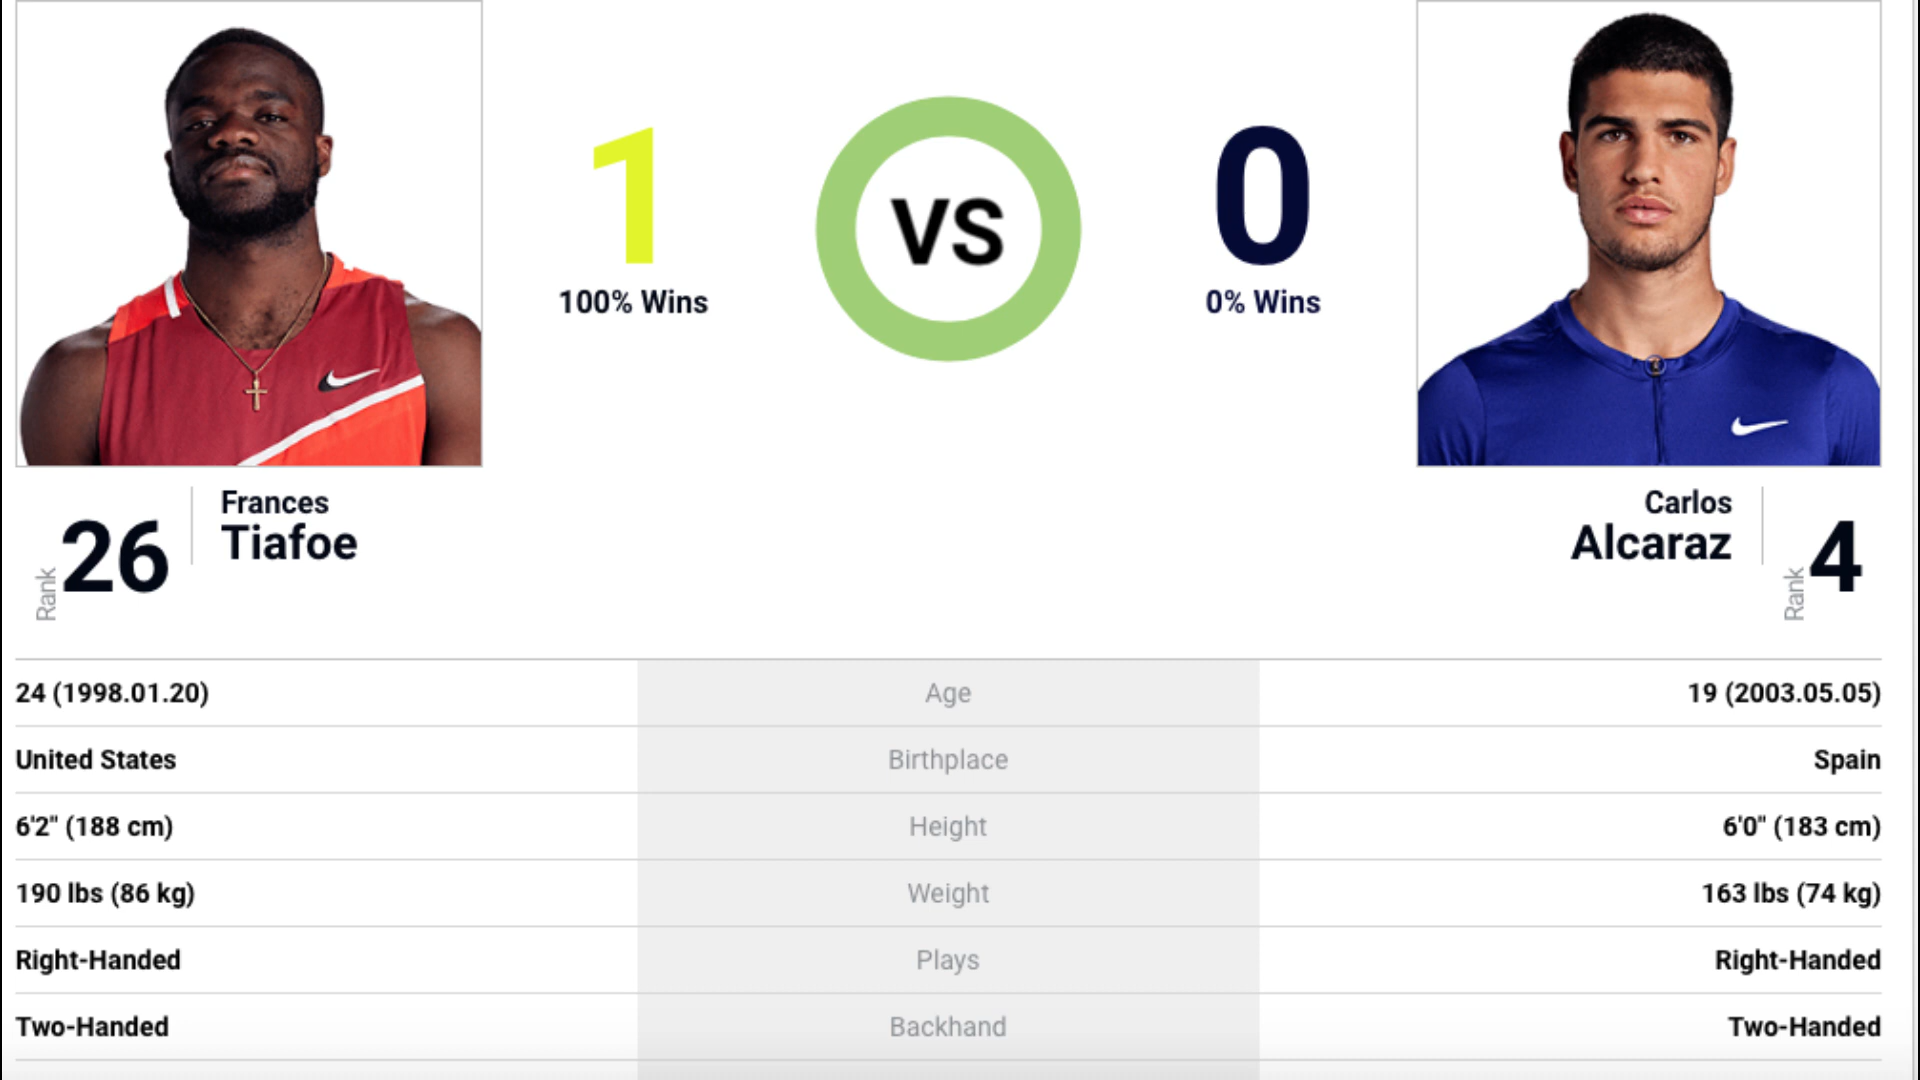 1
100% Wins
VS
0
0% Wins
Rank
26
Frances
Tiafoe
Carlos
Alcaraz
Rank
4
24 (1998.01.20)
Age
19 (2003.05.05)
United States
Birthplace
Spain
6'2" (188 cm)
Height
6'0" (183 cm)
190 lbs (86 kg)
Weight
163 lbs (74 kg)
Right-Handed
Plays
Right-Handed
Two-Handed
Backhand
Two-Handed